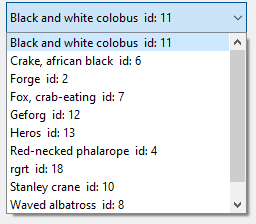 Black and white colobus  id: 11
Black and white colobus  id: 11
Crake, african black  id: 6
Forge  id: 2
Fox, crab-eating  id: 7
Geforg  id: 12
Heros  id: 13
Red-necked phalarope  id: 4
rgrt  id: 18
Stanley crane  id: 10
Waved albatross  id: 8